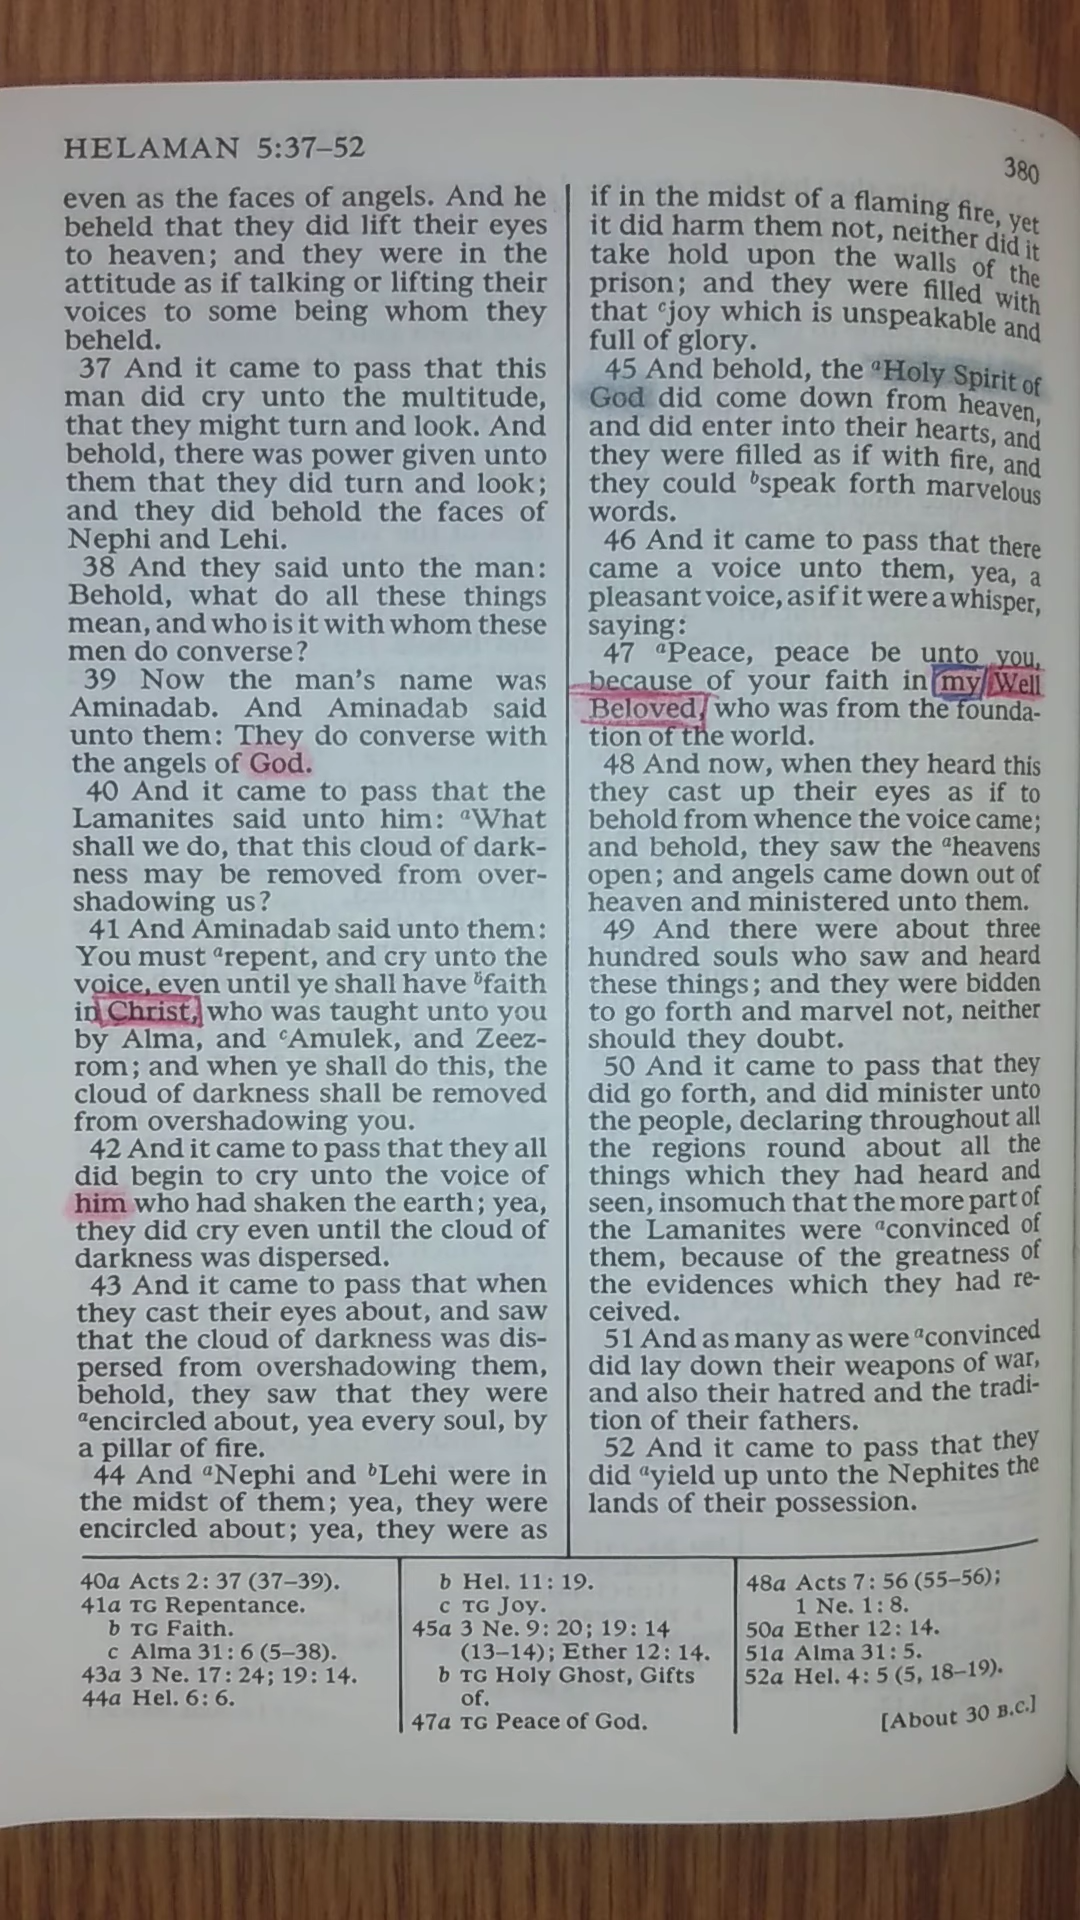 HELAMAN 5:37–52
380
even as the faces of angels. And he
beheld that they did lift their eyes
to heaven; and they were in the
attitude as if talking or lifting their
voices to some being whom they
beheld.
37 And it came to pass that this
man did cry unto the multitude,
that they might turn and look. And
behold, there was power given unto
them that they did turn and look;
and they did behold the faces of
Nephi and Lehi.
38 And they said unto the man:
Behold, what do all these things
mean, and who is it with whom these
men do converse?
39 Now the man's name was
Aminadab. And Aminadab said
unto them: They do converse with
the angels of God.
40 And it came to pass that the
Lamanites said unto him: aWhat
shall we do, that this cloud of dark-
ness may be removed from over-
shadowing us?
41 And Aminadab said unto them:
You must arepent, and cry unto the
voice, even until ye shall have bfaith
in Christ, who was taught unto you
by Alma, and cAmulek, and Zeez-
rom; and when ye shall do this, the
cloud of darkness shall be removed
from overshadowing you.
42 And it came to pass that they all
did begin to cry unto the voice of
him who had shaken the earth; yea,
they did cry even until the cloud of
darkness was dispersed.
43 And it came to pass that when
they cast their eyes about, and saw
that the cloud of darkness was dis-
persed from overshadowing them,
behold, they saw that they were
aencircled about, yea every soul, by
a pillar of fire.
44 And aNephi and bLehi were in
the midst of them; yea, they were
encircled about; yea, they were as
if in the midst of a flaming fire, yet
it did harm them not, neither did it
take hold upon the walls of the
prison; and they were filled with
that cjoy which is unspeakable and
full of glory.
45 And behold, the aHoly Spirit of
God did come down from heaven,
and did enter into their hearts, and
they were filled as if with fire, and
they could bspeak forth marvelous
words.
46 And it came to pass that there
came a voice unto them, yea, a
pleasant voice, as if it were a whisper,
saying:
47 aPeace, peace be unto you,
because of your faith in my Well
Beloved, who was from the founda-
tion of the world.
48 And now, when they heard this
they cast up their eyes as if to
behold from whence the voice came;
and behold, they saw the aheavens
open; and angels came down out of
heaven and ministered unto them.
49 And there were about three
hundred souls who saw and heard
these things; and they were bidden
to go forth and marvel not, neither
should they doubt.
50 And it came to pass that they
did go forth, and did minister unto
the people, declaring throughout all
the regions round about all the
things which they had heard and
seen, insomuch that the more part of
the Lamanites were aconvinced of
them, because of the greatness of
the evidences which they had re-
ceived.
51 And as many as were aconvinced
did lay down their weapons of war,
and also their hatred and the tradi-
tion of their fathers.
52 And it came to pass that they
did ayield up unto the Nephites the
lands of their possession.
40a Acts 2: 37 (37–39).
41a TG Repentance.
b TG Faith.
c Alma 31: 6 (5–38).
43a 3 Ne. 17: 24; 19: 14.
44a Hel. 6: 6.
b Hel. 11: 19.
c TG Joy.
45a 3 Ne. 9: 20; 19: 14
(13–14); Ether 12: 14.
b TG Holy Ghost, Gifts
of.
47a TG Peace of God.
48a Acts 7: 56 (55–56);
1 Ne. 1: 8.
50a Ether 12: 14.
51a Alma 31: 5.
52a Hel. 4: 5 (5, 18–19).
[About 30 B.C.]